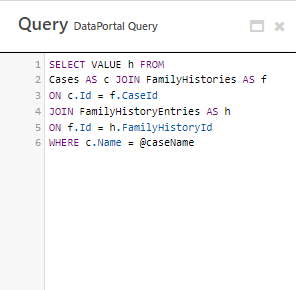 Query DataPortal Query
1 SELECT VALUE h FROM
2 Cases AS c JOIN FamilyHistories AS f
3 ON c.Id = f.CaseId
4 JOIN FamilyHistoryEntries AS h
5 ON f.Id = h.FamilyHistoryId
6 WHERE c.Name = @caseName